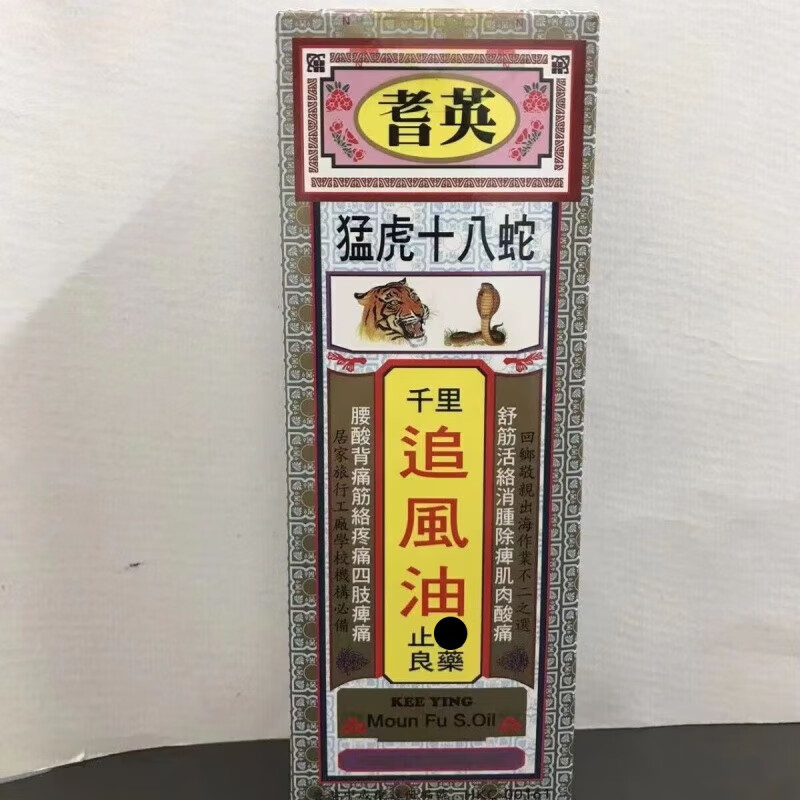 耆英
猛虎十八蛇
千里
追風油
止
良藥
舒筋活絡消腫除痺肌肉酸痛
回鄉敬親出海作業不二之選
腰酸背痛筋絡疼痛四肢痺痛
居家旅行工廠學校機構必備
KEE YING
Moun Fu S.Oil